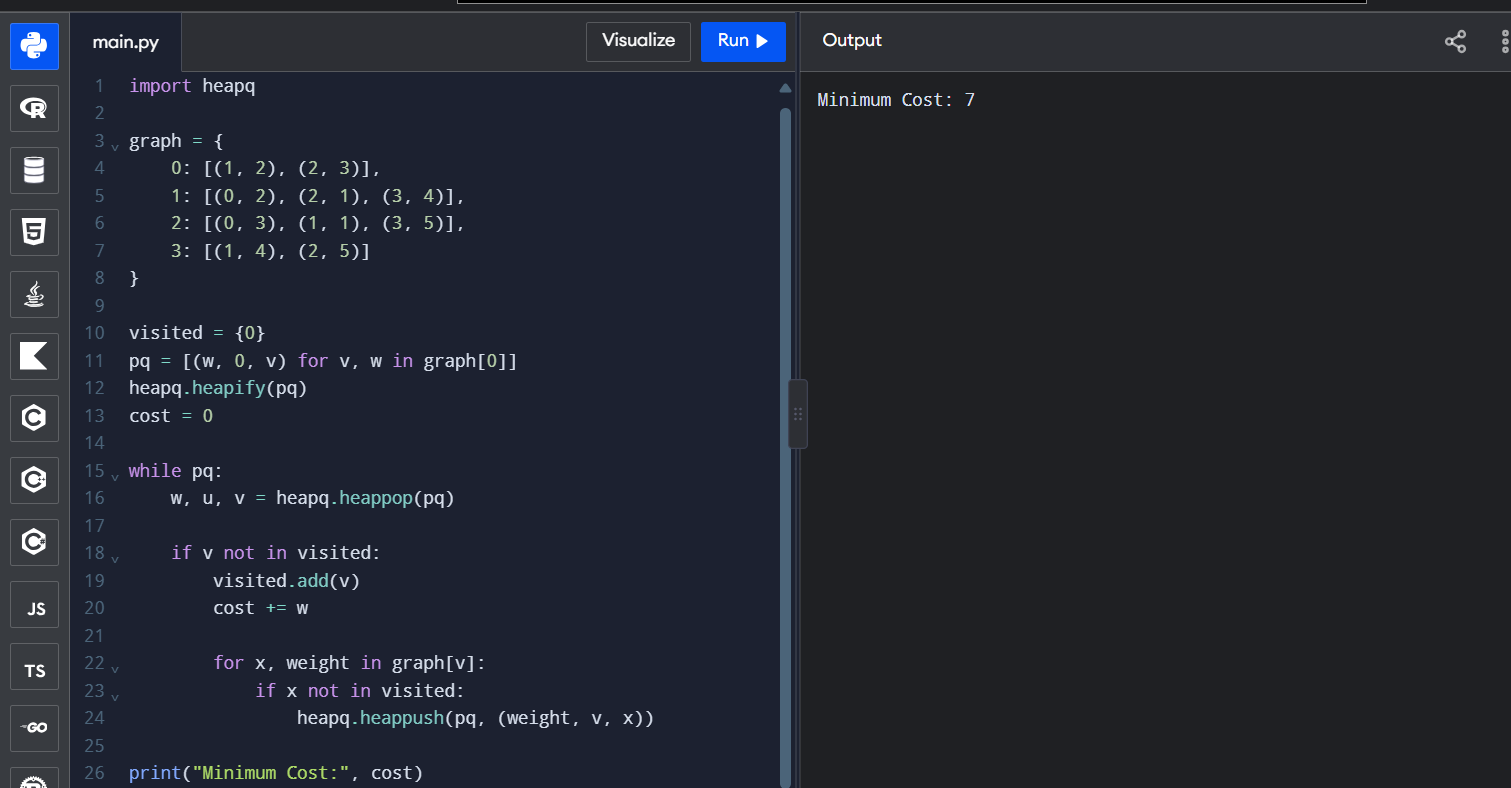 main.py
Visualize
Run
Output
1 import heapq
2
3 graph = {
4     0: [(1, 2), (2, 3)],
5     1: [(0, 2), (2, 1), (3, 4)],
6     2: [(0, 3), (1, 1), (3, 5)],
7     3: [(1, 4), (2, 5)]
8 }
9
10 visited = {0}
11 pq = [(w, 0, v) for v, w in graph[0]]
12 heapq.heapify(pq)
13 cost = 0
14
15 while pq:
16     w, u, v = heapq.heappop(pq)
17
18     if v not in visited:
19         visited.add(v)
20         cost += w
21
22         for x, weight in graph[v]:
23             if x not in visited:
24                 heapq.heappush(pq, (weight, v, x))
25
26 print("Minimum Cost:", cost)
Minimum Cost: 7
R
5
C
C++
C#
JS
TS
GO